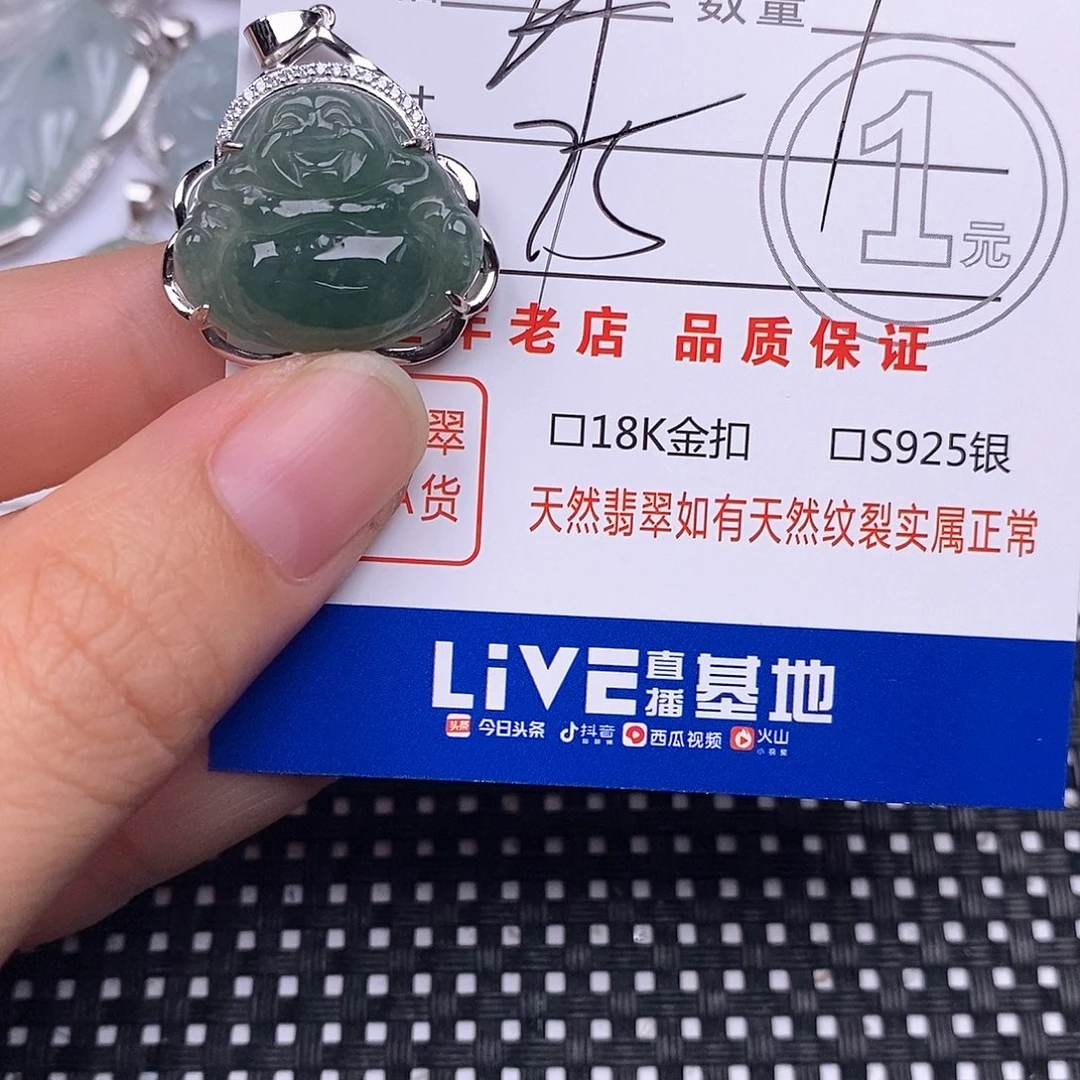 数量
1元
年老店 品质保证
翠
A货
口18K金扣 口S925银
天然翡翠如有天然纹裂实属正常
LiVE直播基地
头条 今日头条 抖音 西瓜视频 火山